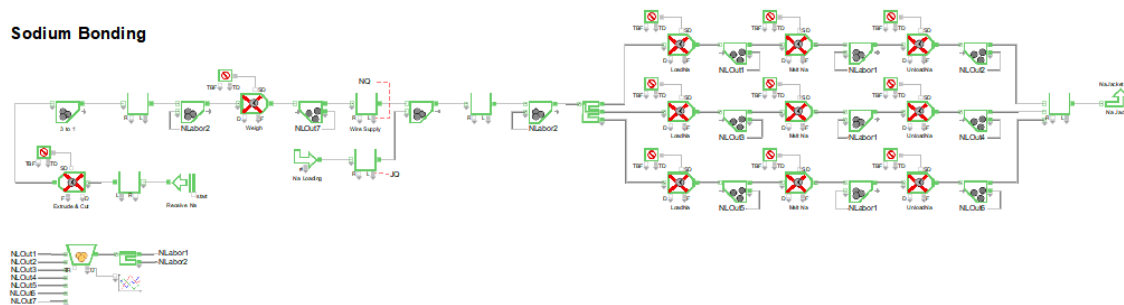 Sodium Bonding
TBF TD SD TBF TD SD TBF TD SD
D F D F D F
LoadNa NLOut1 Melt Na NLabor1 UnloadNa NLOut2
TBF TD SD NQ
TBF TD SD TBF TD SD TBF TD SD
NaJacket
3 to 1 R L NLabor2 D F Weigh NLOut7 R L Wire Supply R L NLabor2
D F D F D F
LoadNa NLOut3 Melt Na NLabor1 UnloadNa NLOut4
R L
TBF TD SD
Na Loading R L JQ
TBF TD SD TBF TD SD TBF TD SD
F D L R start
Extrude & Cut Receive Na
D F D F D F
LoadNa NLOut5 Melt Na NLabor1 UnloadNa NLOut6
NLOut1 NLabor1
NLOut2 NLabor2
NLOut3
NLOut4
NLOut5
NLOut6
NLOut7